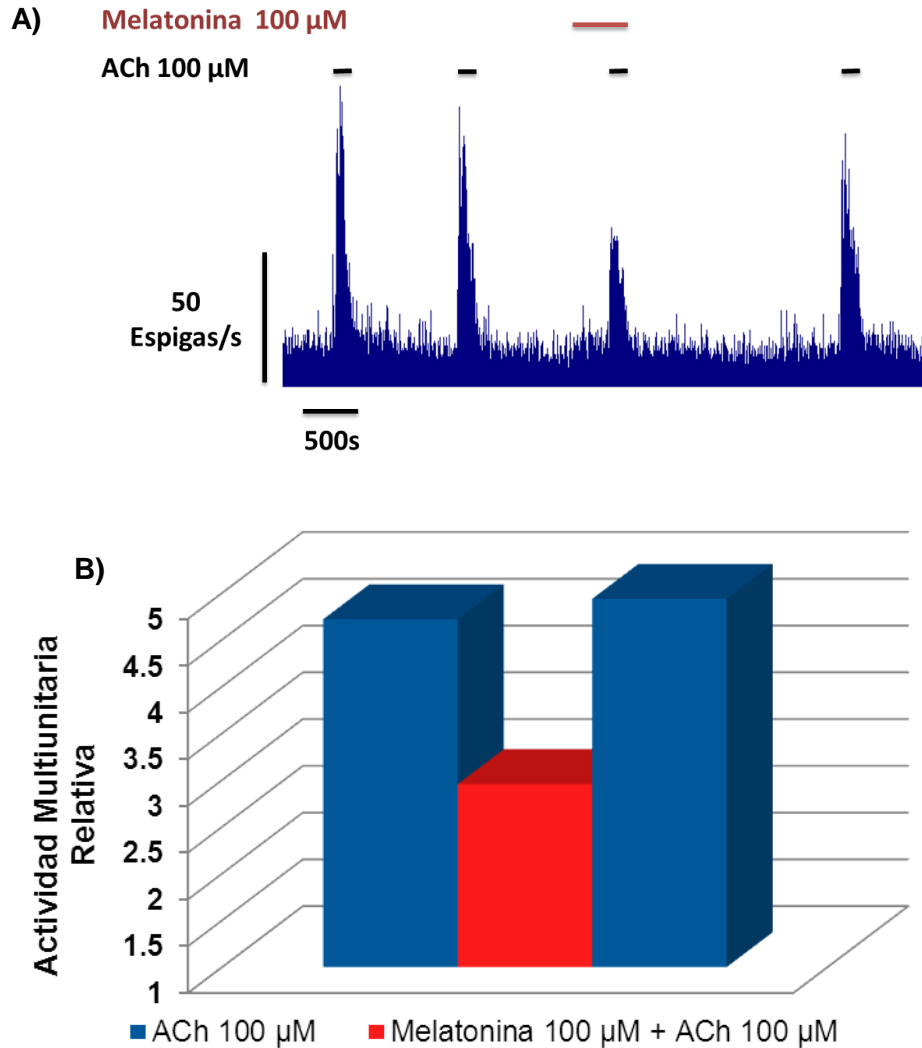 A)
Melatonina 100 µM
ACh 100 µM
50
Espigas/s
500s
B)
Actividad Multiunitaria
Relativa
5
4.5
4
3.5
3
2.5
2
1.5
1
ACh 100 µM
Melatonina 100 µM + ACh 100 µM